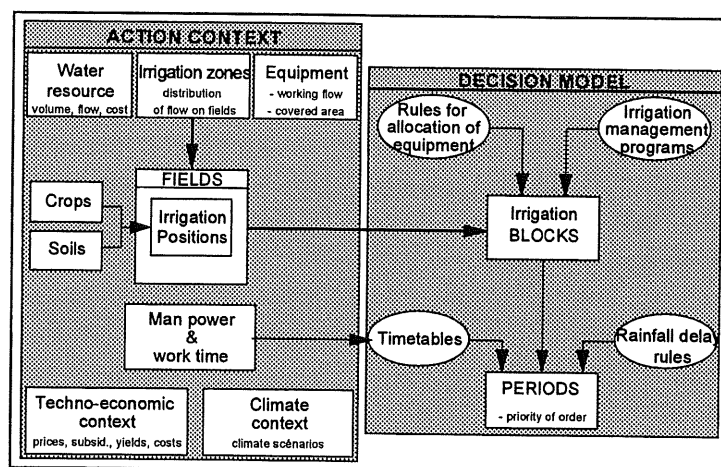 ACTION CONTEXT
Water
resource
volume, flow, cost
Irrigation zones
distribution
of flow on fields
Equipment
- working flow
- covered area
FIELDS
Irrigation
Positions
Crops
Soils
Man power
&
work time
Techno-economic
context
prices, subsid., yields, costs
Climate
context
climate scénarios
DECISION MODEL
Rules for
allocation of
equipment
Irrigation
management
programs
Irrigation
BLOCKS
Timetables
Rainfall delay
rules
PERIODS
- priority of order